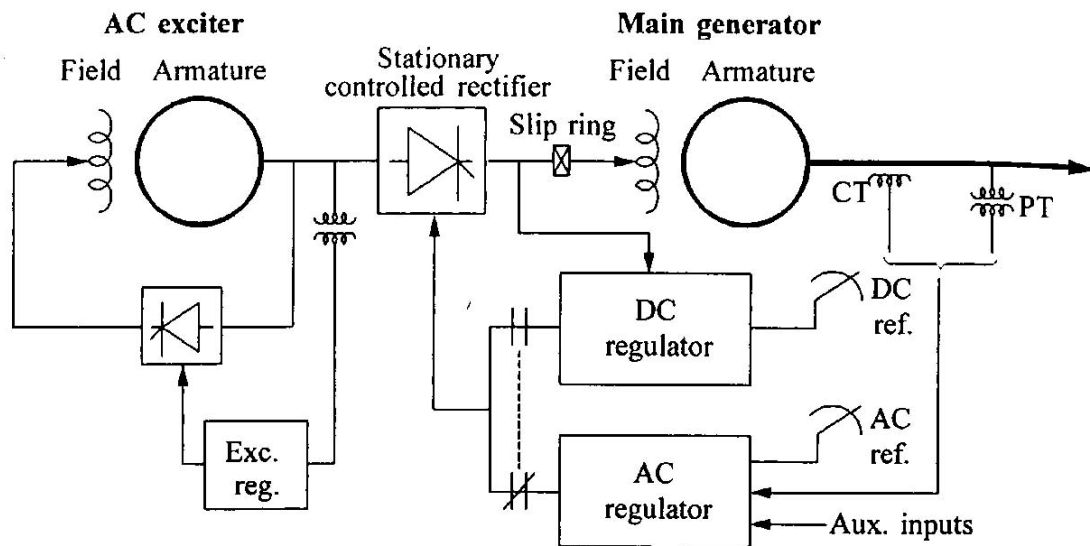 AC exciter
Main generator
Field Armature
Stationary
controlled rectifier
Field Armature
Slip ring
CT
PT
DC
regulator
DC
ref.
Exc.
reg.
AC
regulator
AC
ref.
Aux. inputs